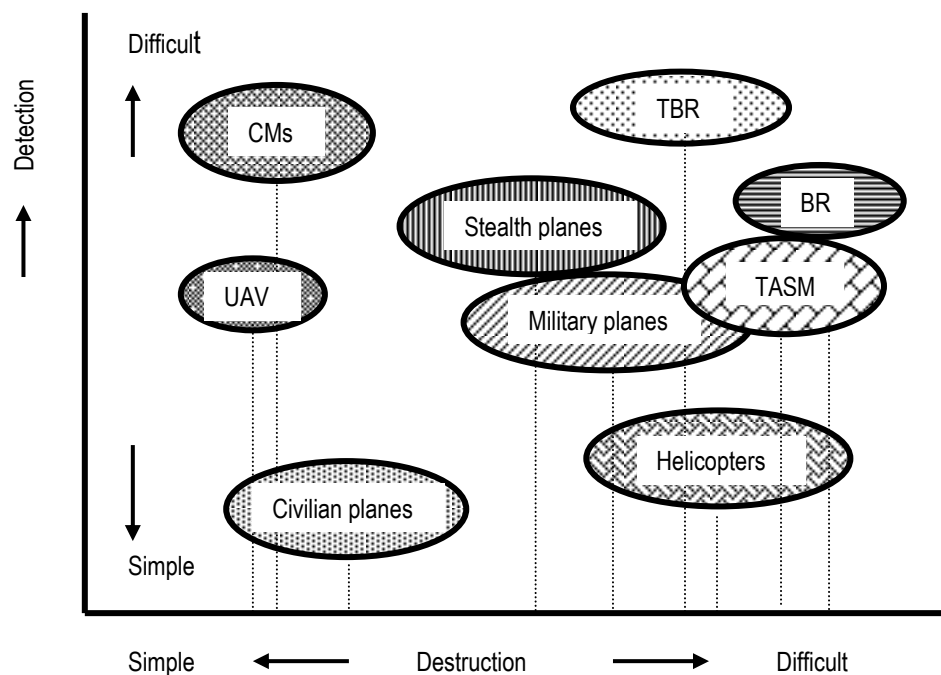 Difficult
Detection
CMs
TBR
BR
Stealth planes
UAV
TASM
Military planes
Helicopters
Civilian planes
Simple
Simple
Destruction
Difficult